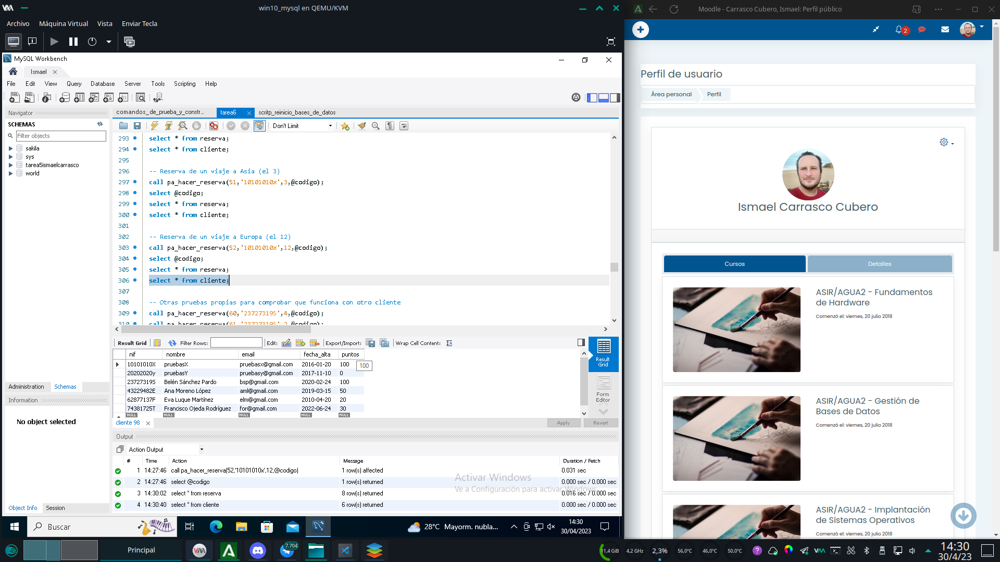 win10_mysql en QEMU/KVM
Archivo Máquina Virtual Vista Enviar Tecla
MySQL Workbench
Ismael
File Edit View Query Database Server Tools Scripting Help
Navigator
SCHEMAS
Filter objects
sakila
sys
tarea5ismaelcarrasco
world
Administration Schemas
Information
No object selected
Object Info Session
comandos_de_prueba_y_constr... tarea6 scritp_reinicio_bases_de_datos
Don't Limit
293 select * from reserva;
294 select * from cliente;
295
296 -- Reserva de un viaje a Asia (el 3)
297 call pa_hacer_reserva(51,'10101010x',3,@codigo);
298 select @codigo;
299 select * from reserva;
300 select * from cliente;
301
302 -- Reserva de un viaje a Europa (el 12)
303 call pa_hacer_reserva(52,'10101010x',12,@codigo);
304 select @codigo;
305 select * from reserva;
306 select * from cliente;
307
308 -- Otras pruebas propias para comprobar que funciona con otro cliente
309 call pa_hacer_reserva(60,'23727319S',4,@codigo);
310 call pa_hacer_reserva(61,'23727319S',2,@codigo);
Result Grid Filter Rows: Edit: Export/Import: Wrap Cell Content:
nif nombre email fecha_alta puntos
10101010X pruebasX pruebasx@gmail.com 2016-01-20 100
100
20202020y pruebasY pruebasy@gmail.com 2017-11-10 0
23727319S Belén Sánchez Pardo bsp@gmail.com 2020-02-24 100
43229482E Ana Moreno López aml@gmail.com 2019-03-15 50
62877137F Eva Luque Martínez elm@gmail.com 2010-04-20 20
74381725T Francisco Ojeda Rodríguez for@gmail.com 2022-06-24 30
NULL NULL NULL NULL NULL
Result Grid
Form Editor
cliente 98
Apply Revert
Output
Action Output
# Time Action Message Duration / Fetch
1 14:27:46 call pa_hacer_reserva(52,'10101010x',12,@codigo) 1 row(s) affected 0.031 sec
2 14:27:46 select @codigo 1 row(s) returned 0.000 sec / 0.000 sec
3 14:30:02 select * from reserva 8 row(s) returned 0.016 sec / 0.000 sec
4 14:30:40 select * from cliente 6 row(s) returned 0.000 sec / 0.000 sec
Activar Windows
Ve a Configuración para activar Windows.
Buscar
28°C Mayorm. nubla...
14:30
30/04/2023
Moodle - Carrasco Cubero, Ismael: Perfil público
2
Perfil de usuario
Área personal Perfil
Ismael Carrasco Cubero
Cursos Detalles
ASIR/AGUA2 - Fundamentos
de Hardware
Comenzó el: viernes, 20 julio 2018
ASIR/AGUA2 - Gestión de
Bases de Datos
Comenzó el: viernes, 20 julio 2018
ASIR/AGUA2 - Implantación
de Sistemas Operativos
Comenzó el: viernes, 20 julio 2018
Principal
7.704
11,4 GiB 4,2 GHz 2,3% 56,0°C 46,0°C 50,0°C
14:30
30/4/23